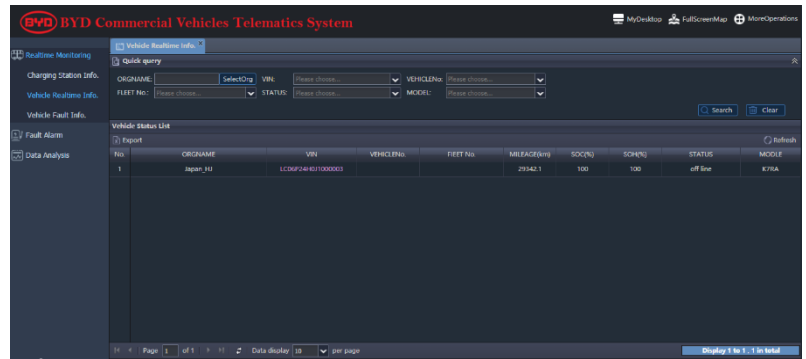 BYD BYD Commercial Vehicles Telematics System
MyDesktop FullScreenMap MoreOperations
Realtime Monitoring
Charging Station Info.
Vehicle Realtime Info.
Vehicle Fault Info.
Fault Alarm
Data Analysis
Vehicle Realtime Info. ×
Quick query
ORGNAME: SelectOrg VIN: Please choose... VEHICLENo: Please choose...
FLEET No.: Please choose... STATUS: Please choose... MODEL: Please choose...
Search Clear
Vehicle Status List
Export Refresh
No. ORGNAME VIN VEHICLENo. FIEET No. MILEAGE(km) SOC(%) SOH(%) STATUS MODLE
1 Japan_HJ 29342.1 100 100 off line K7RA
Page 1 of 1 Data display 10 per page
Display 1 to 1 , 1 in total